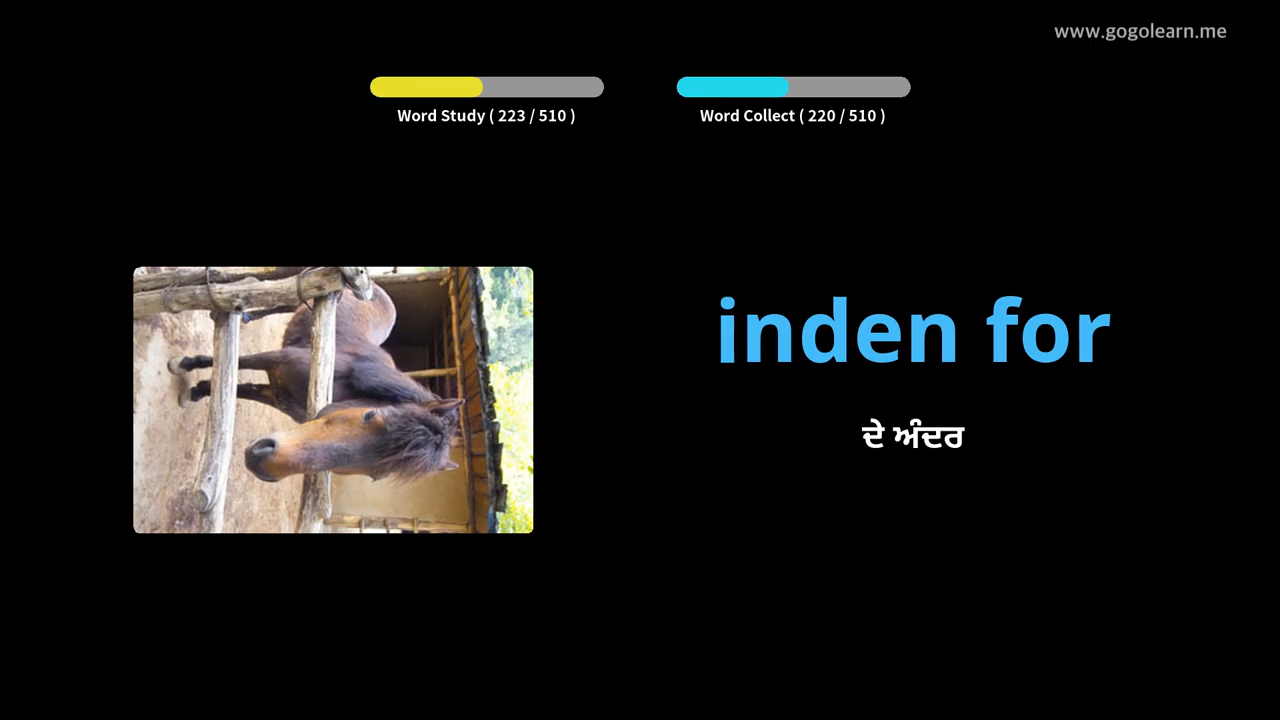 www.gogolearn.me
Word Study ( 223 / 510 )
Word Collect ( 220 / 510 )
inden for
ਦੇ ਅੰਦਰ